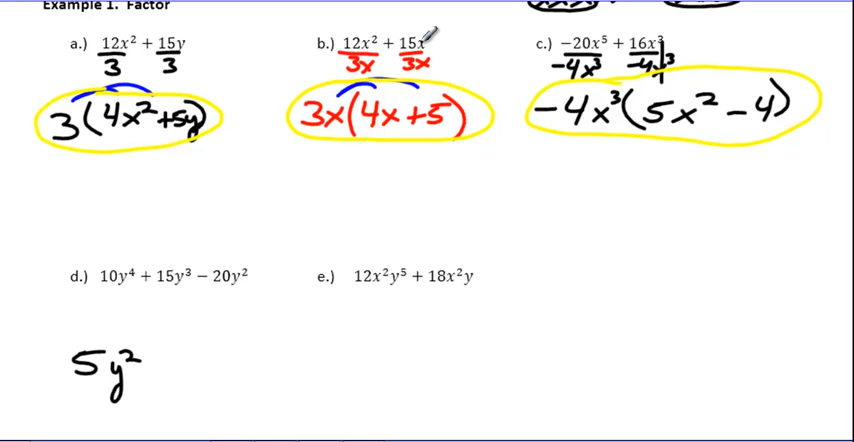 Example 1. Factor
a.) 12x² + 15y b.) 12x² + 15x c.) −20x⁵ + 16x³
3 3 3x 3x −4x³ −4x³
3(4x² + 5y) 3x(4x + 5) −4x³(5x² − 4)
d.) 10y⁴ + 15y³ − 20y² e.) 12x²y⁵ + 18x²y
5y²